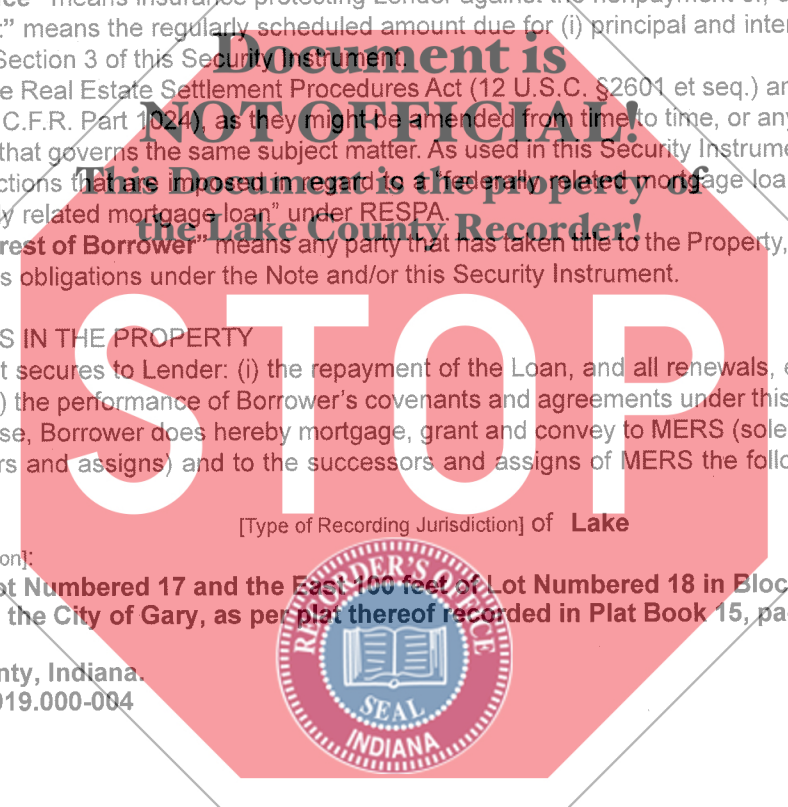 ce" means insurance protecting Lender against the nonpayment of,
t" means the regularly scheduled amount due for (i) principal and
Section 3 of this Security Instrument.
Document is
e Real Estate Settlement Procedures Act (12 U.S.C. §2601 et seq.)
NOT OFFICIAL!
C.F.R. Part 1024), as they might be amended from time to time, or any
that governs the same subject matter. As used in this Security
This Document is the property of
ctions that are imposed in regard to a "federally related mortgage loa
y related mortgage loan" under RESPA.
the Lake County Recorder!
rest of Borrower" means any party that has taken title to the Property,
s obligations under the Note and/or this Security Instrument.
S IN THE PROPERTY
t secures to Lender: (i) the repayment of the Loan, and all renewals, e
) the performance of Borrower's covenants and agreements under this
se, Borrower does hereby mortgage, grant and convey to MERS (sole
rs and assigns) and to the successors and assigns of MERS the follo
STOP
[Type of Recording Jurisdiction] of Lake
on]:
ot Numbered 17 and the East 100 feet of Lot Numbered 18 in Bloc
the City of Gary, as per plat thereof recorded in Plat Book 15, pa
nty, Indiana.
019.000-004
RECORDER'S OFFICE
SEAL
INDIANA